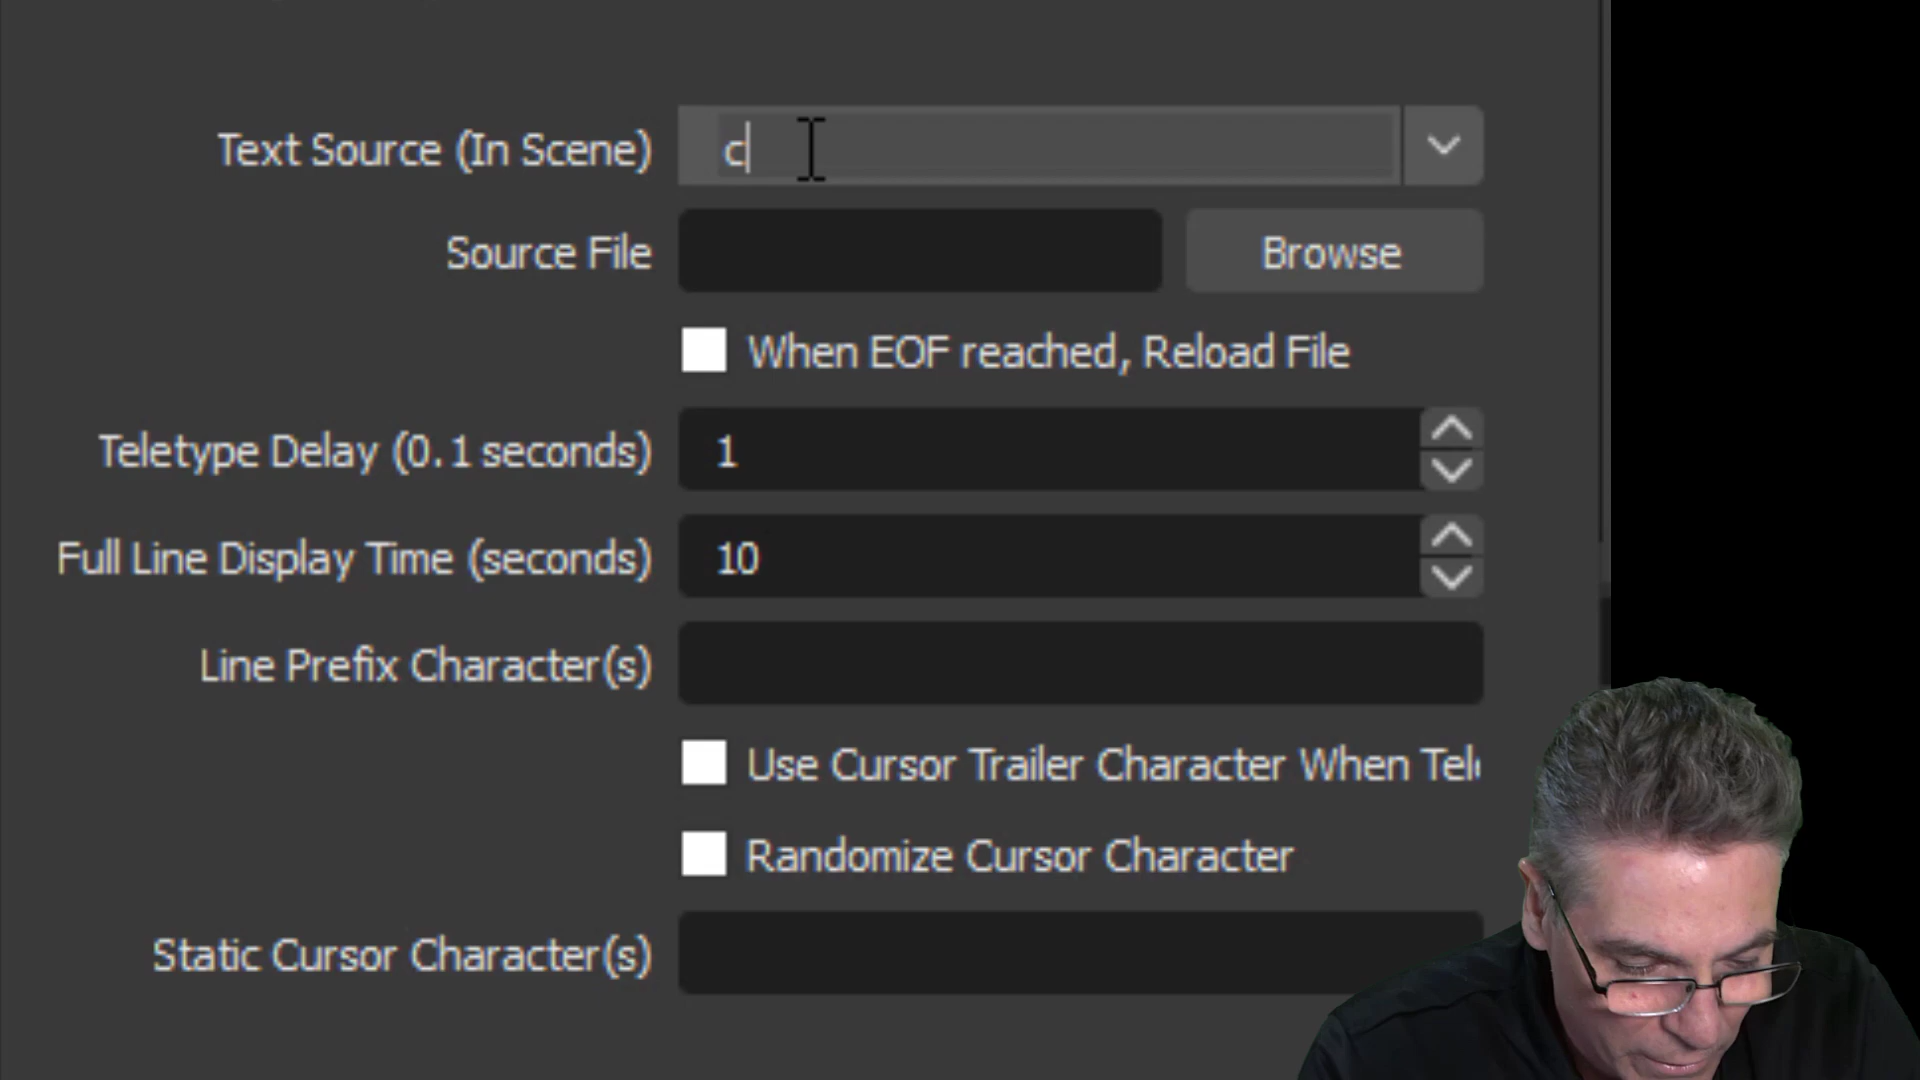 Text Source (In Scene) c
Source File Browse
When EOF reached, Reload File
Teletype Delay (0.1 seconds) 1
Full Line Display Time (seconds) 10
Line Prefix Character(s)
Use Cursor Trailer Character When
Randomize Cursor Character
Static Cursor Character(s)